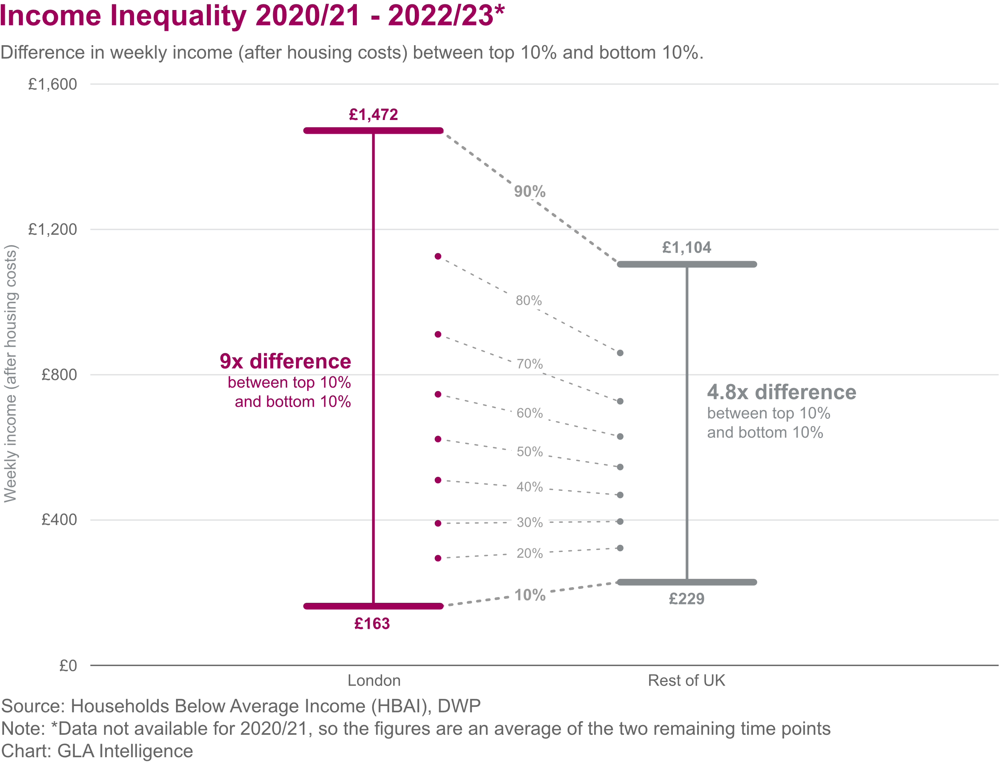 Income Inequality 2020/21 - 2022/23*
Difference in weekly income (after housing costs) between top 10% and bottom 10%.
£1,600
£1,472
90%
£1,200
£1,104
80%
Weekly income (after housing costs)
70%
9x difference
between top 10%
and bottom 10%
£800
4.8x difference
between top 10%
and bottom 10%
60%
50%
40%
£400
30%
20%
10%
£229
£163
£0
London
Rest of UK
Source: Households Below Average Income (HBAI), DWP
Note: *Data not available for 2020/21, so the figures are an average of the two remaining time points
Chart: GLA Intelligence